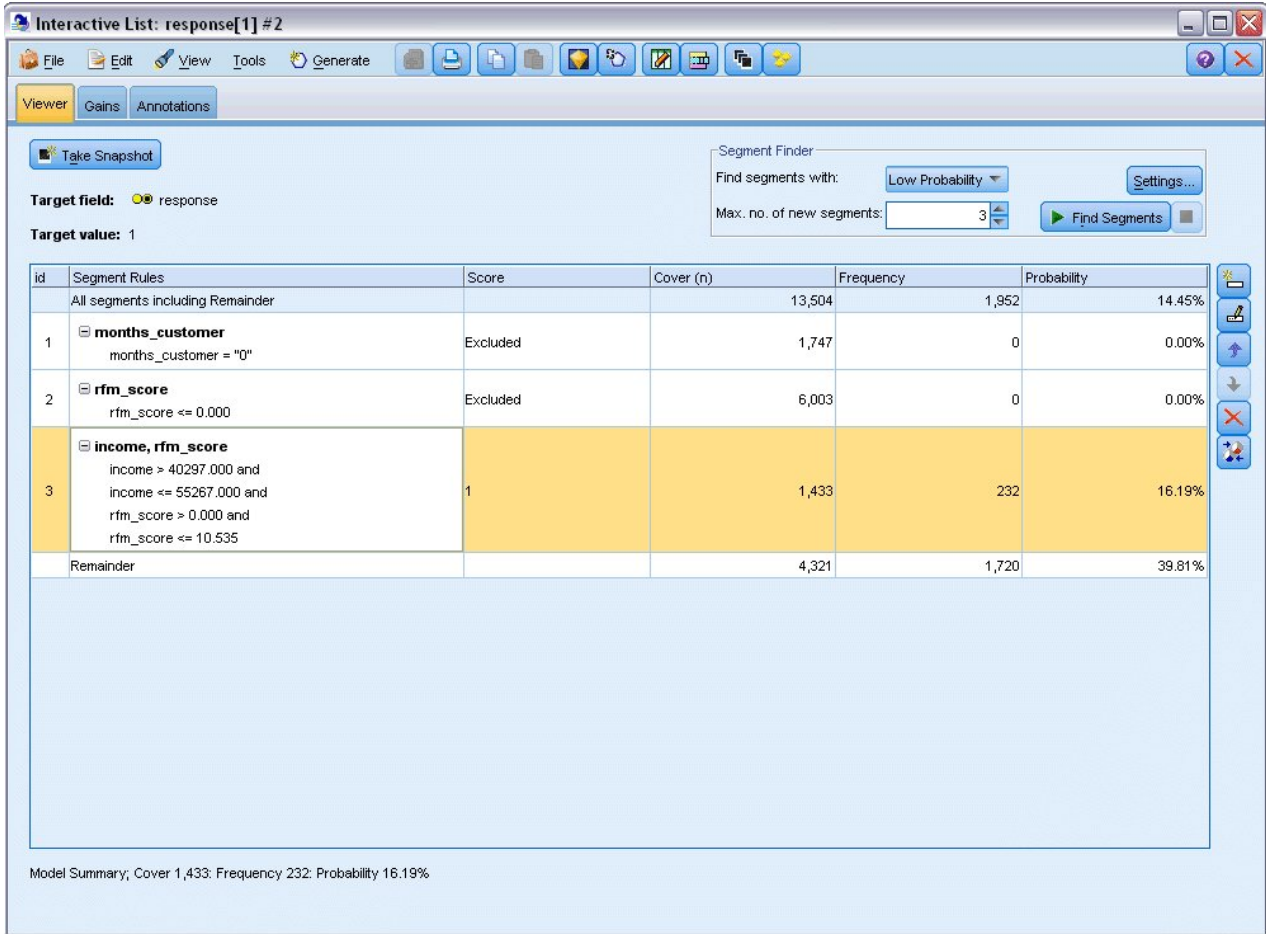 Interactive List: response[1] #2
File Edit View Tools Generate
Viewer Gains Annotations
Take Snapshot
Segment Finder
Find segments with: Low Probability Settings...
Target field: response
Max. no. of new segments: 3 Find Segments
Target value: 1
id Segment Rules Score Cover (n) Frequency Probability
All segments including Remainder 13,504 1,952 14.45%
months_customer
1 Excluded 1,747 0 0.00%
months_customer = "0"
rfm_score
2 Excluded 6,003 0 0.00%
rfm_score <= 0.000
income, rfm_score
income > 40297.000 and
3 income <= 55267.000 and 1 1,433 232 16.19%
rfm_score > 0.000 and
rfm_score <= 10.535
Remainder 4,321 1,720 39.81%
Model Summary; Cover 1,433: Frequency 232: Probability 16.19%